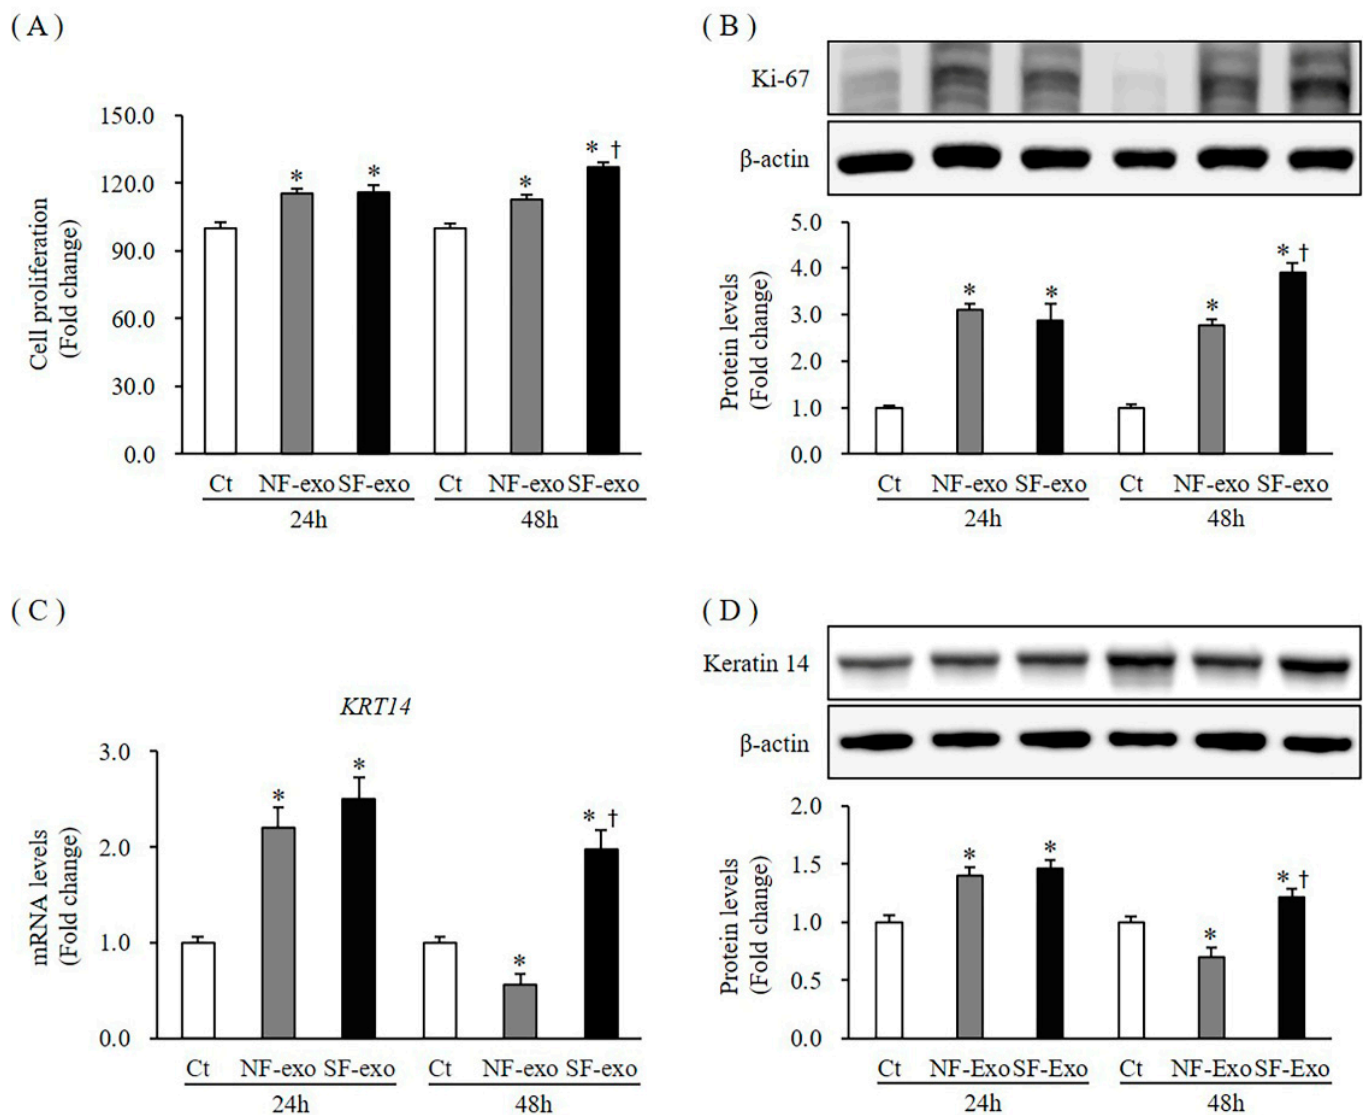 ( A )
150.0
120.0
90.0
60.0
30.0
0.0
Cell proliferation
(Fold change)
*
*
*
* †
Ct NF-exo SF-exo Ct NF-exo SF-exo
24h 48h
( B )
Ki-67
β-actin
5.0
4.0
3.0
2.0
1.0
0.0
Protein levels
(Fold change)
*
*
*
* †
Ct NF-exo SF-exo Ct NF-exo SF-exo
24h 48h
( C )
KRT14
3.0
2.0
1.0
0.0
mRNA levels
(Fold change)
*
*
*
* †
Ct NF-exo SF-exo Ct NF-exo SF-exo
24h 48h
( D )
Keratin 14
β-actin
2.0
1.5
1.0
0.5
0.0
Protein levels
(Fold change)
*
*
*
* †
Ct NF-Exo SF-Exo Ct NF-Exo SF-Exo
24h 48h